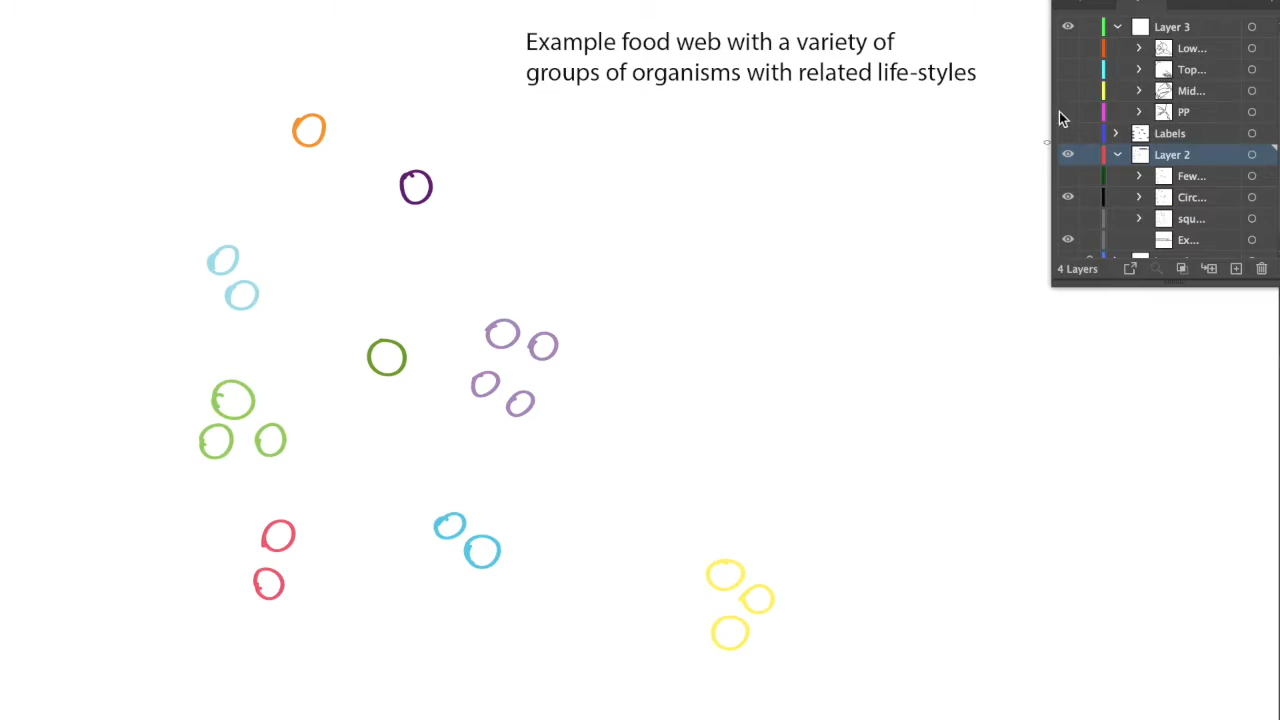 Example food web with a variety of
groups of organisms with related life-styles
Layer 3
Low...
Top...
Mid...
PP
Labels
Layer 2
Few...
Circ...
squ...
Ex...
4 Layers